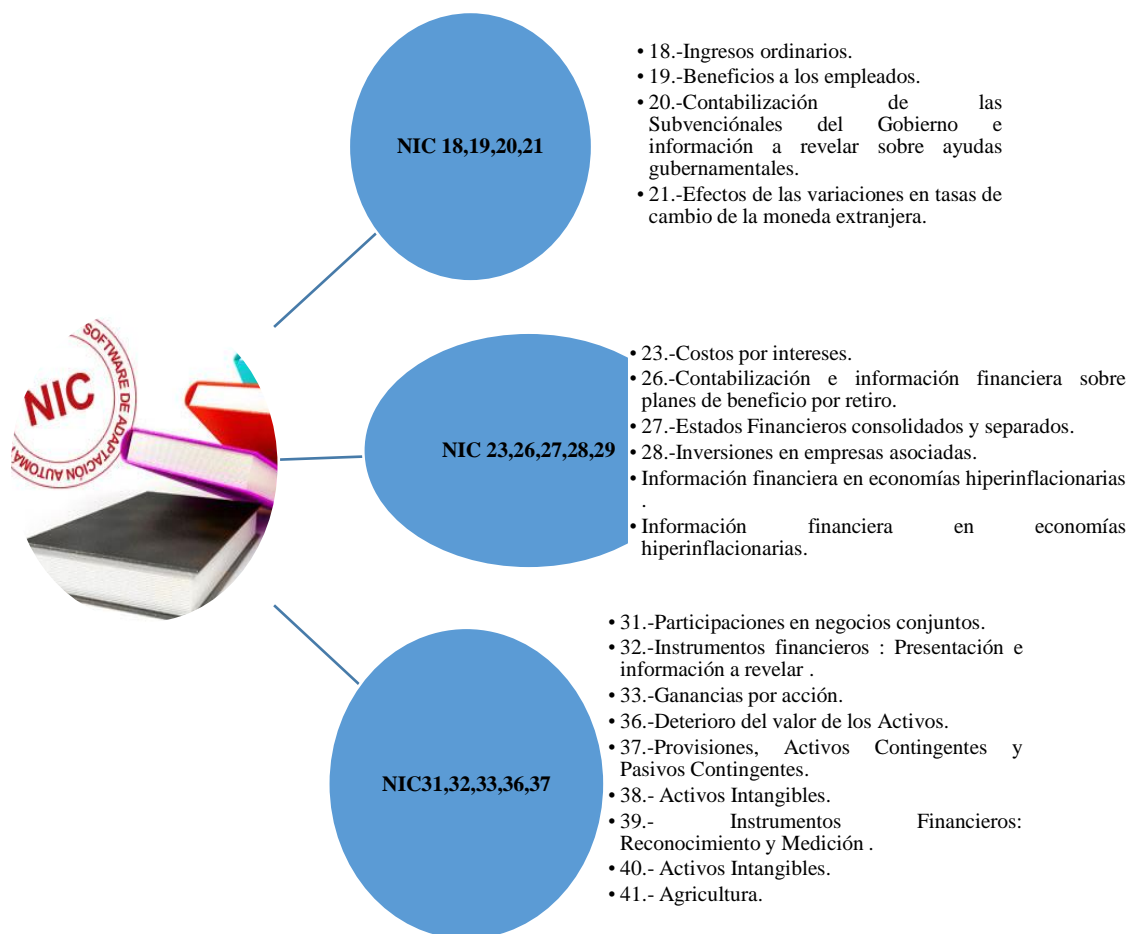 • 18.-Ingresos ordinarios.
• 19.-Beneficios a los empleados.
• 20.-Contabilización de las
Subvenciónales del Gobierno e
información a revelar sobre ayudas
gubernamentales.
• 21.-Efectos de las variaciones en tasas de
cambio de la moneda extranjera.
NIC 18,19,20,21
SOFTWARE DE ADAPTACIÓN AUTOMÁ
NIC
NIC 23,26,27,28,29
• 23.-Costos por intereses.
• 26.-Contabilización e información financiera sobre
planes de beneficio por retiro.
• 27.-Estados Financieros consolidados y separados.
• 28.-Inversiones en empresas asociadas.
• Información financiera en economías hiperinflacionarias
.
• Información financiera en economías
hiperinflacionarias.
NIC31,32,33,36,37
• 31.-Participaciones en negocios conjuntos.
• 32.-Instrumentos financieros : Presentación e
información a revelar .
• 33.-Ganancias por acción.
• 36.-Deterioro del valor de los Activos.
• 37.-Provisiones, Activos Contingentes y
Pasivos Contingentes.
• 38.- Activos Intangibles.
• 39.- Instrumentos Financieros:
Reconocimiento y Medición .
• 40.- Activos Intangibles.
• 41.- Agricultura.